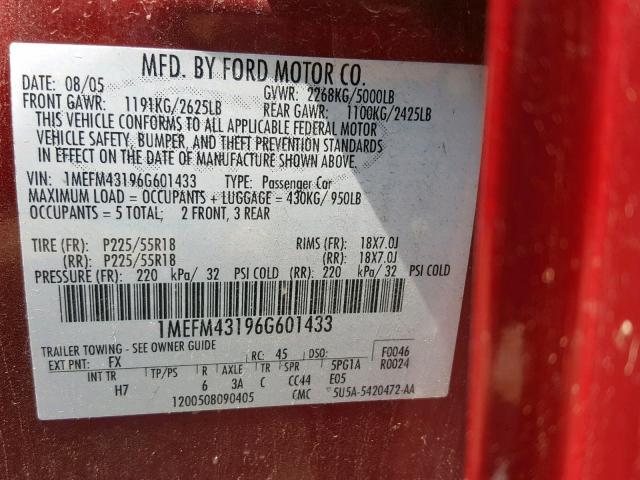 MFD. BY FORD MOTOR CO.
DATE: 08/05 GVWR: 2268KG/5000LB
FRONT GAWR: 1191KG/2625LB REAR GAWR: 1100KG/2425LB
THIS VEHICLE CONFORMS TO ALL APPLICABLE FEDERAL MOTOR
VEHICLE SAFETY, BUMPER, AND THEFT PREVENTION STANDARDS
IN EFFECT ON THE DATE OF MANUFACTURE SHOWN ABOVE.
VIN: 1MEFM43196G601433 TYPE: Passenger Car
MAXIMUM LOAD = OCCUPANTS + LUGGAGE = 430KG/ 950LB
OCCUPANTS = 5 TOTAL; 2 FRONT, 3 REAR
TIRE (FR): P225/55R18 RIMS (FR): 18X7.0J
(RR): P225/55R18 (RR): 18X7.0J
PRESSURE (FR): 220 kPa/ 32 PSI COLD (RR): 220 kPa/ 32 PSI COLD
1MEFM43196G601433
TRAILER TOWING - SEE OWNER GUIDE
EXT PNT: FX RC: 45 DSO: F0046
R0024
INT TR TP/PS R AXLE TR SPR 5PG1A
H7 6 3A C CC44 E05
1200508090405 CMC 5U5A-5420472-AA